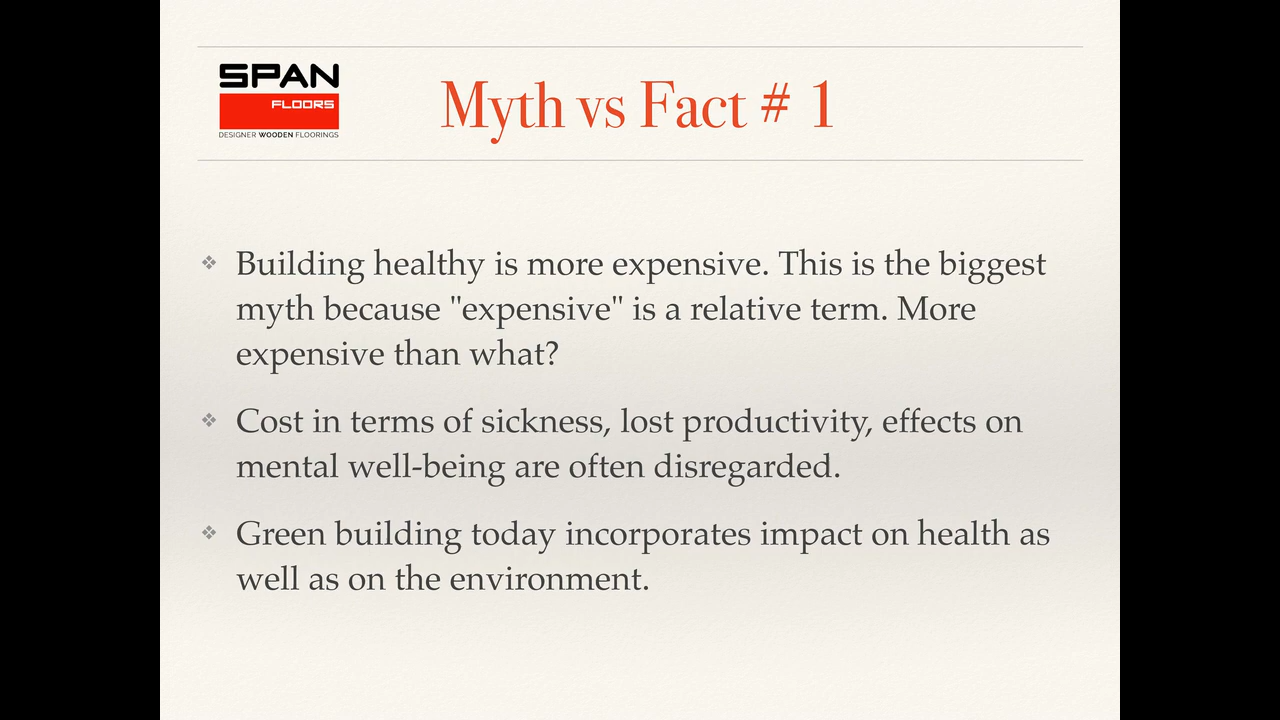 SPAN
FLOORS
DESIGNER WOODEN FLOORINGS
Myth vs Fact # 1
❖ Building healthy is more expensive. This is the biggest
myth because "expensive" is a relative term. More
expensive than what?
❖ Cost in terms of sickness, lost productivity, effects on
mental well-being are often disregarded.
❖ Green building today incorporates impact on health as
well as on the environment.